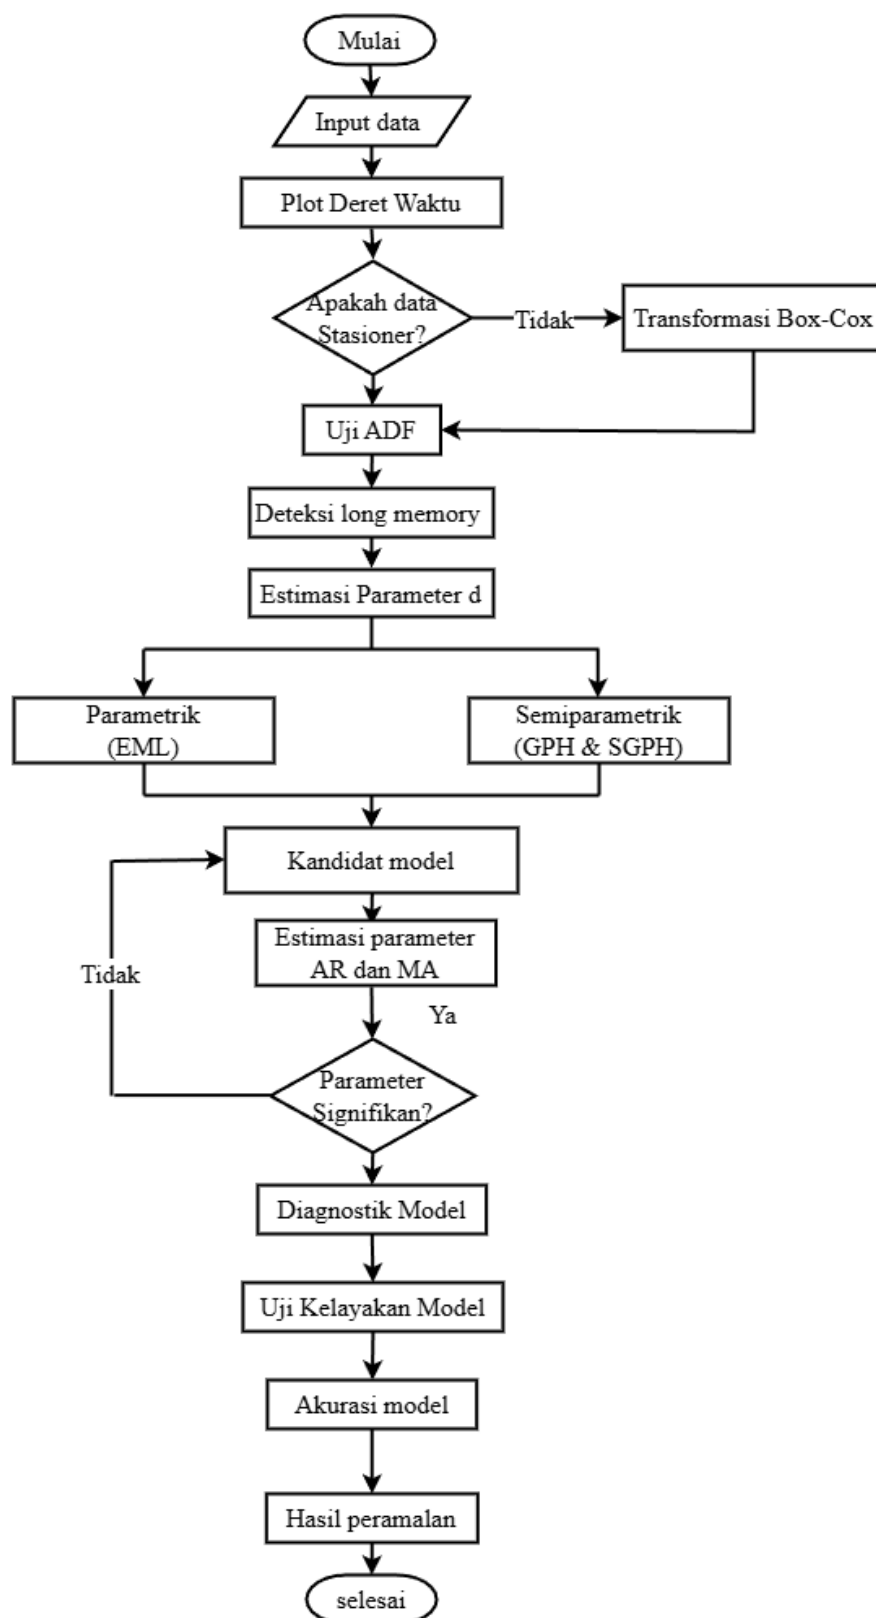 Mulai
Input data
Plot Deret Waktu
Apakah data
Stasioner?
Tidak
Transformasi Box-Cox
Uji ADF
Deteksi long memory
Estimasi Parameter d
Parametrik
(EML)
Semiparametrik
(GPH & SGPH)
Kandidat model
Estimasi parameter
AR dan MA
Tidak
Ya
Parameter
Signifikan?
Diagnostik Model
Uji Kelayakan Model
Akurasi model
Hasil peramalan
selesai